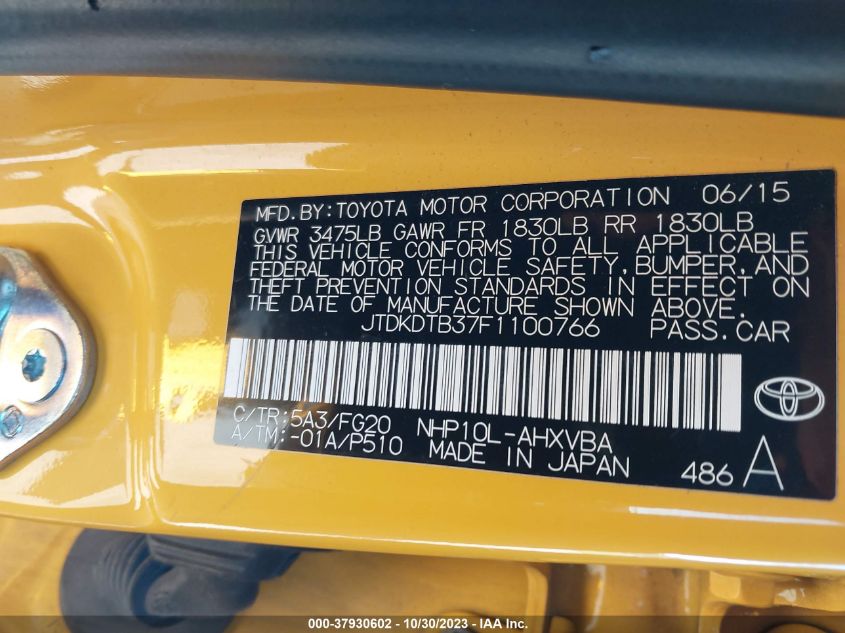 MFD.BY:TOYOTA MOTOR CORPORATION 06/15
GVWR 3475LB GAWR FR 1830LB RR 1830LB
THIS VEHICLE CONFORMS TO ALL APPLICABLE
FEDERAL MOTOR VEHICLE SAFETY,BUMPER,AND
THEFT PREVENTION STANDARDS IN EFFECT ON
THE DATE OF MANUFACTURE SHOWN ABOVE.
JTDKDTB37F1100766 PASS.CAR
C/TR:5A3/FG20 NHP10L-AHXVBA
A/TM:-01A/P510 MADE IN JAPAN 486 A
000-37930602 - 10/30/2023 - IAA Inc.